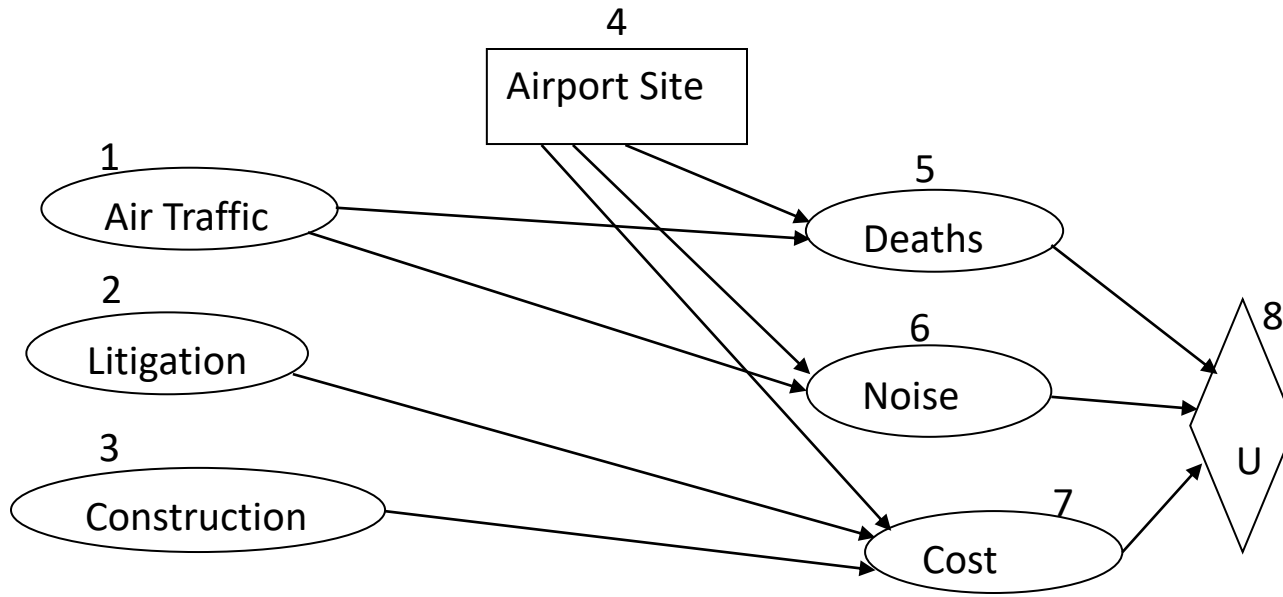 4
Airport Site
1
Air Traffic
5
Deaths
2
Litigation
6
Noise
8
U
3
Construction
7
Cost